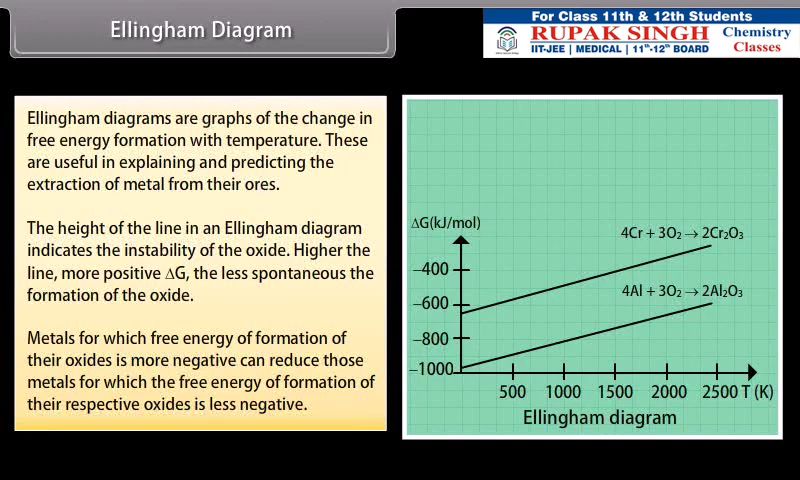 Ellingham Diagram
For Class 11th & 12th Students
RUPAK SINGH
IIT-JEE | MEDICAL | 11th-12th BOARD
Chemistry
Classes
Ellingham diagrams are graphs of the change in
free energy formation with temperature. These
are useful in explaining and predicting the
extraction of metal from their ores.
The height of the line in an Ellingham diagram
indicates the instability of the oxide. Higher the
line, more positive ΔG, the less spontaneous the
formation of the oxide.
Metals for which free energy of formation of
their oxides is more negative can reduce those
metals for which the free energy of formation of
their respective oxides is less negative.
ΔG(kJ/mol)
4Cr + 3O₂ → 2Cr₂O₃
−400
4Al + 3O₂ → 2Al₂O₃
−600
−800
−1000
500 1000 1500 2000 2500 T (K)
Ellingham diagram